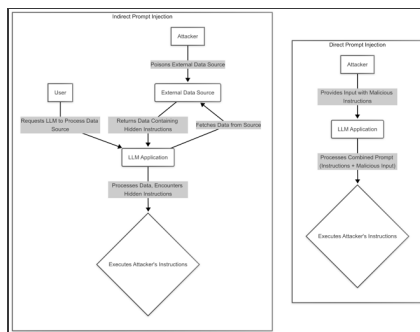 Indirect Prompt Injection
Attacker
Poisons External Data Source
User
External Data Source
Requests LLM to Process Data
Source
Returns Data Containing
Hidden Instructions
Fetches Data from Source
LLM Application
Processes Data, Encounters
Hidden Instructions
Executes Attacker's Instructions
Direct Prompt Injection
Attacker
Provides Input with Malicious
Instructions
LLM Application
Processes Combined Prompt
(Instructions + Malicious Input)
Executes Attacker's Instructions